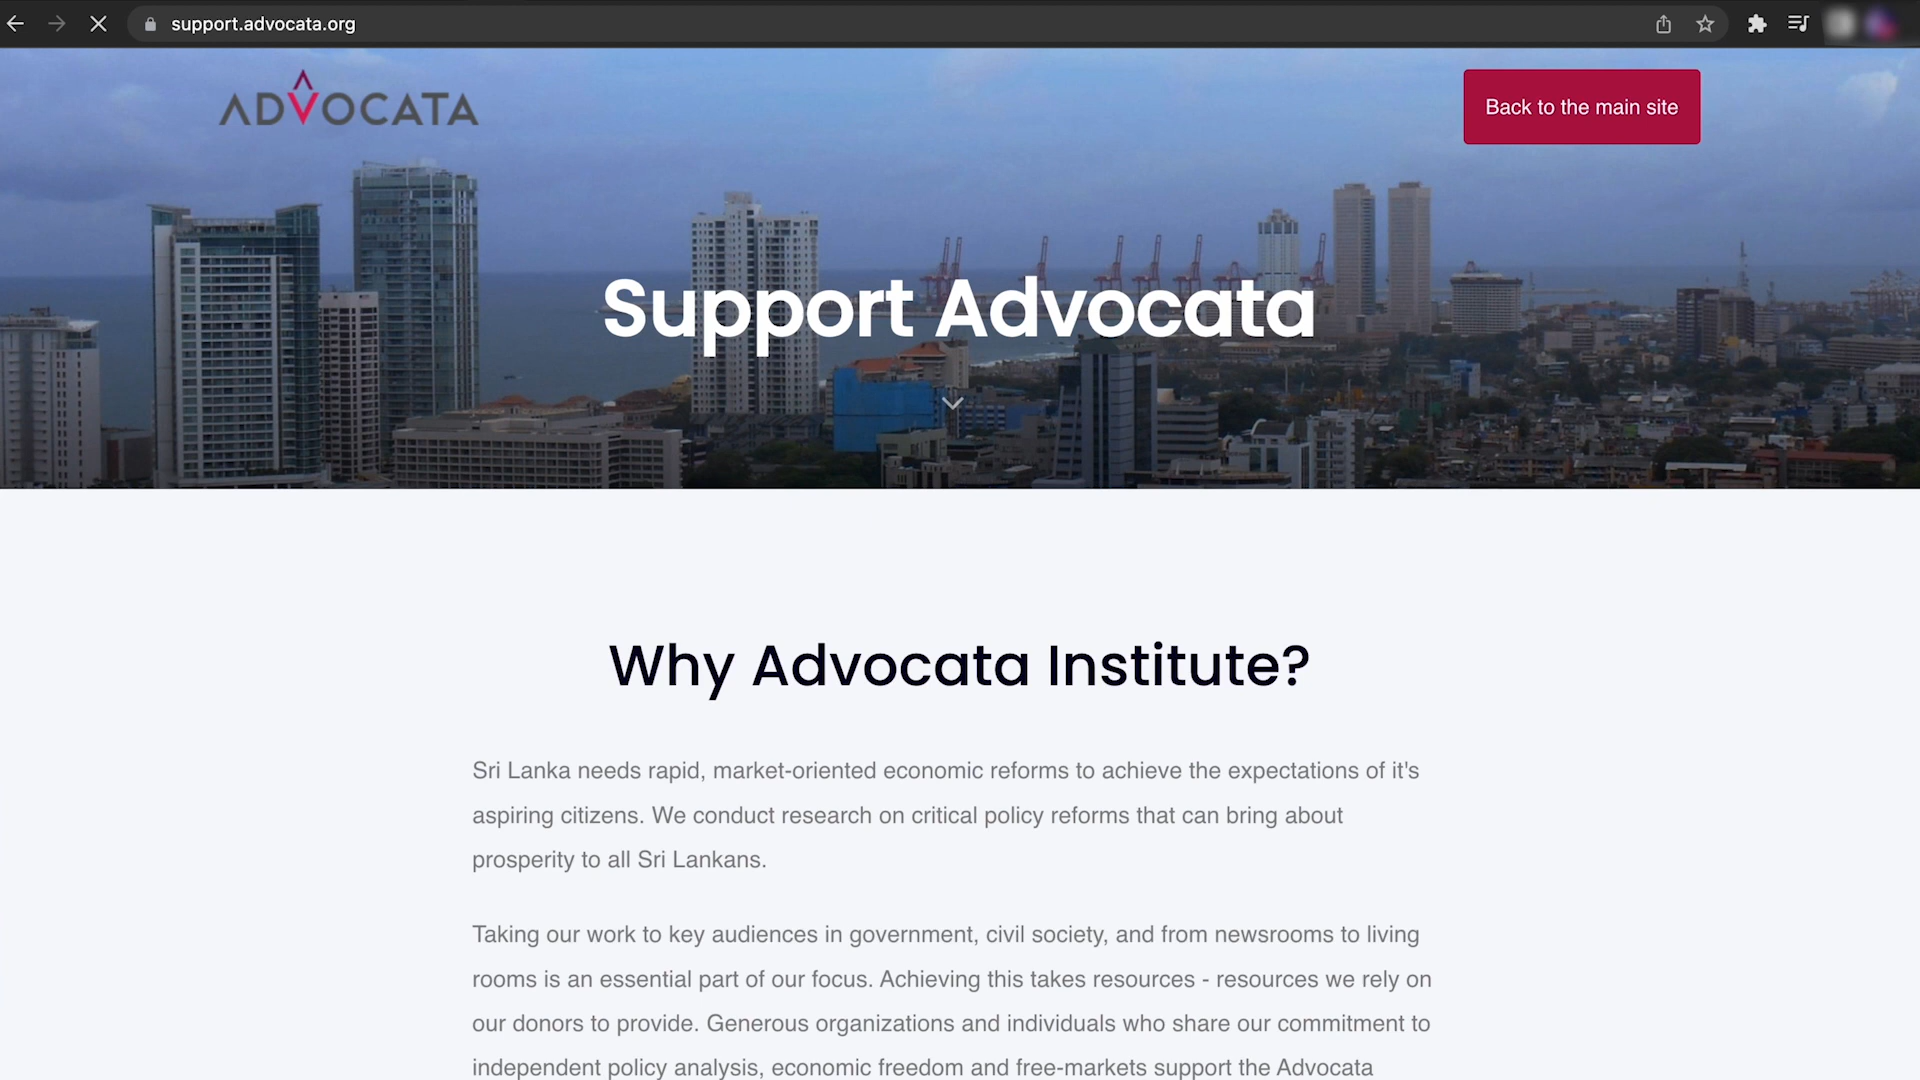 support.advocata.org
ADVOCATA
Back to the main site
Support Advocata
Why Advocata Institute?
Sri Lanka needs rapid, market-oriented economic reforms to achieve the expectations of it's
aspiring citizens. We conduct research on critical policy reforms that can bring about
prosperity to all Sri Lankans.
Taking our work to key audiences in government, civil society, and from newsrooms to living
rooms is an essential part of our focus. Achieving this takes resources - resources we rely on
our donors to provide. Generous organizations and individuals who share our commitment to
independent policy analysis, economic freedom and free-markets support the Advocata